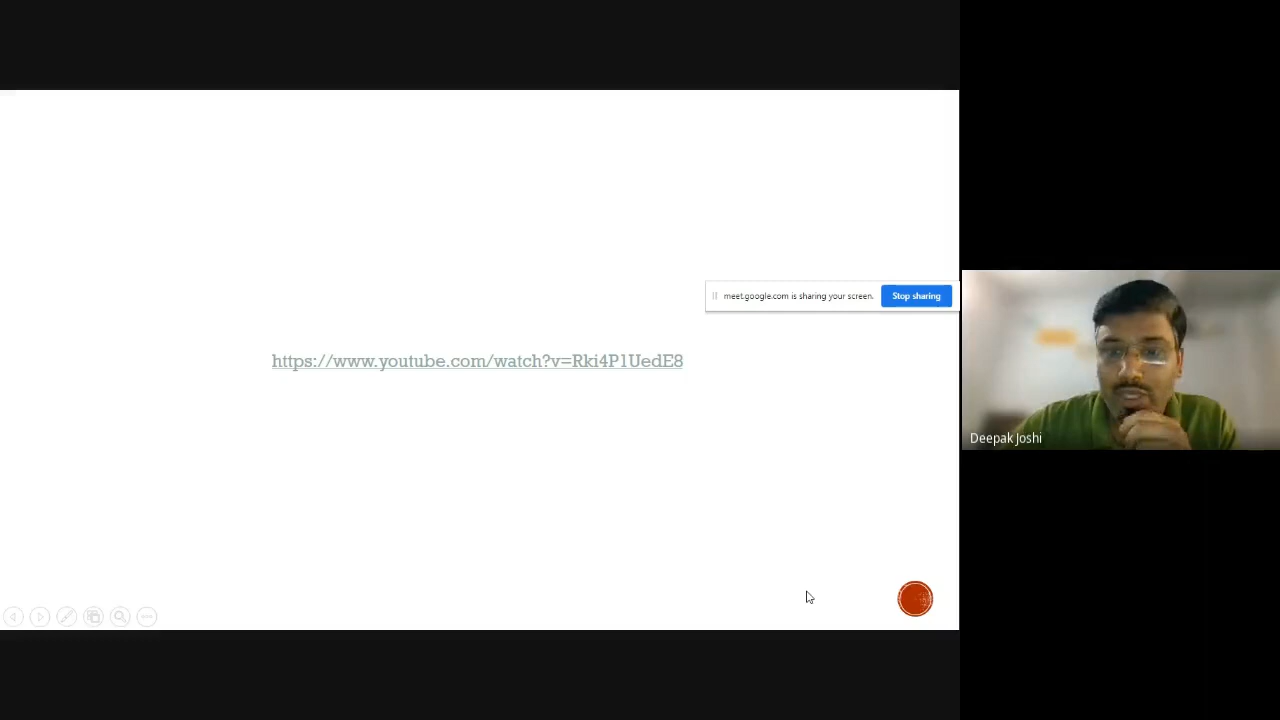 meet.google.com is sharing your screen. Stop sharing
https://www.youtube.com/watch?v=Rki4P1UedE8
Deepak Joshi